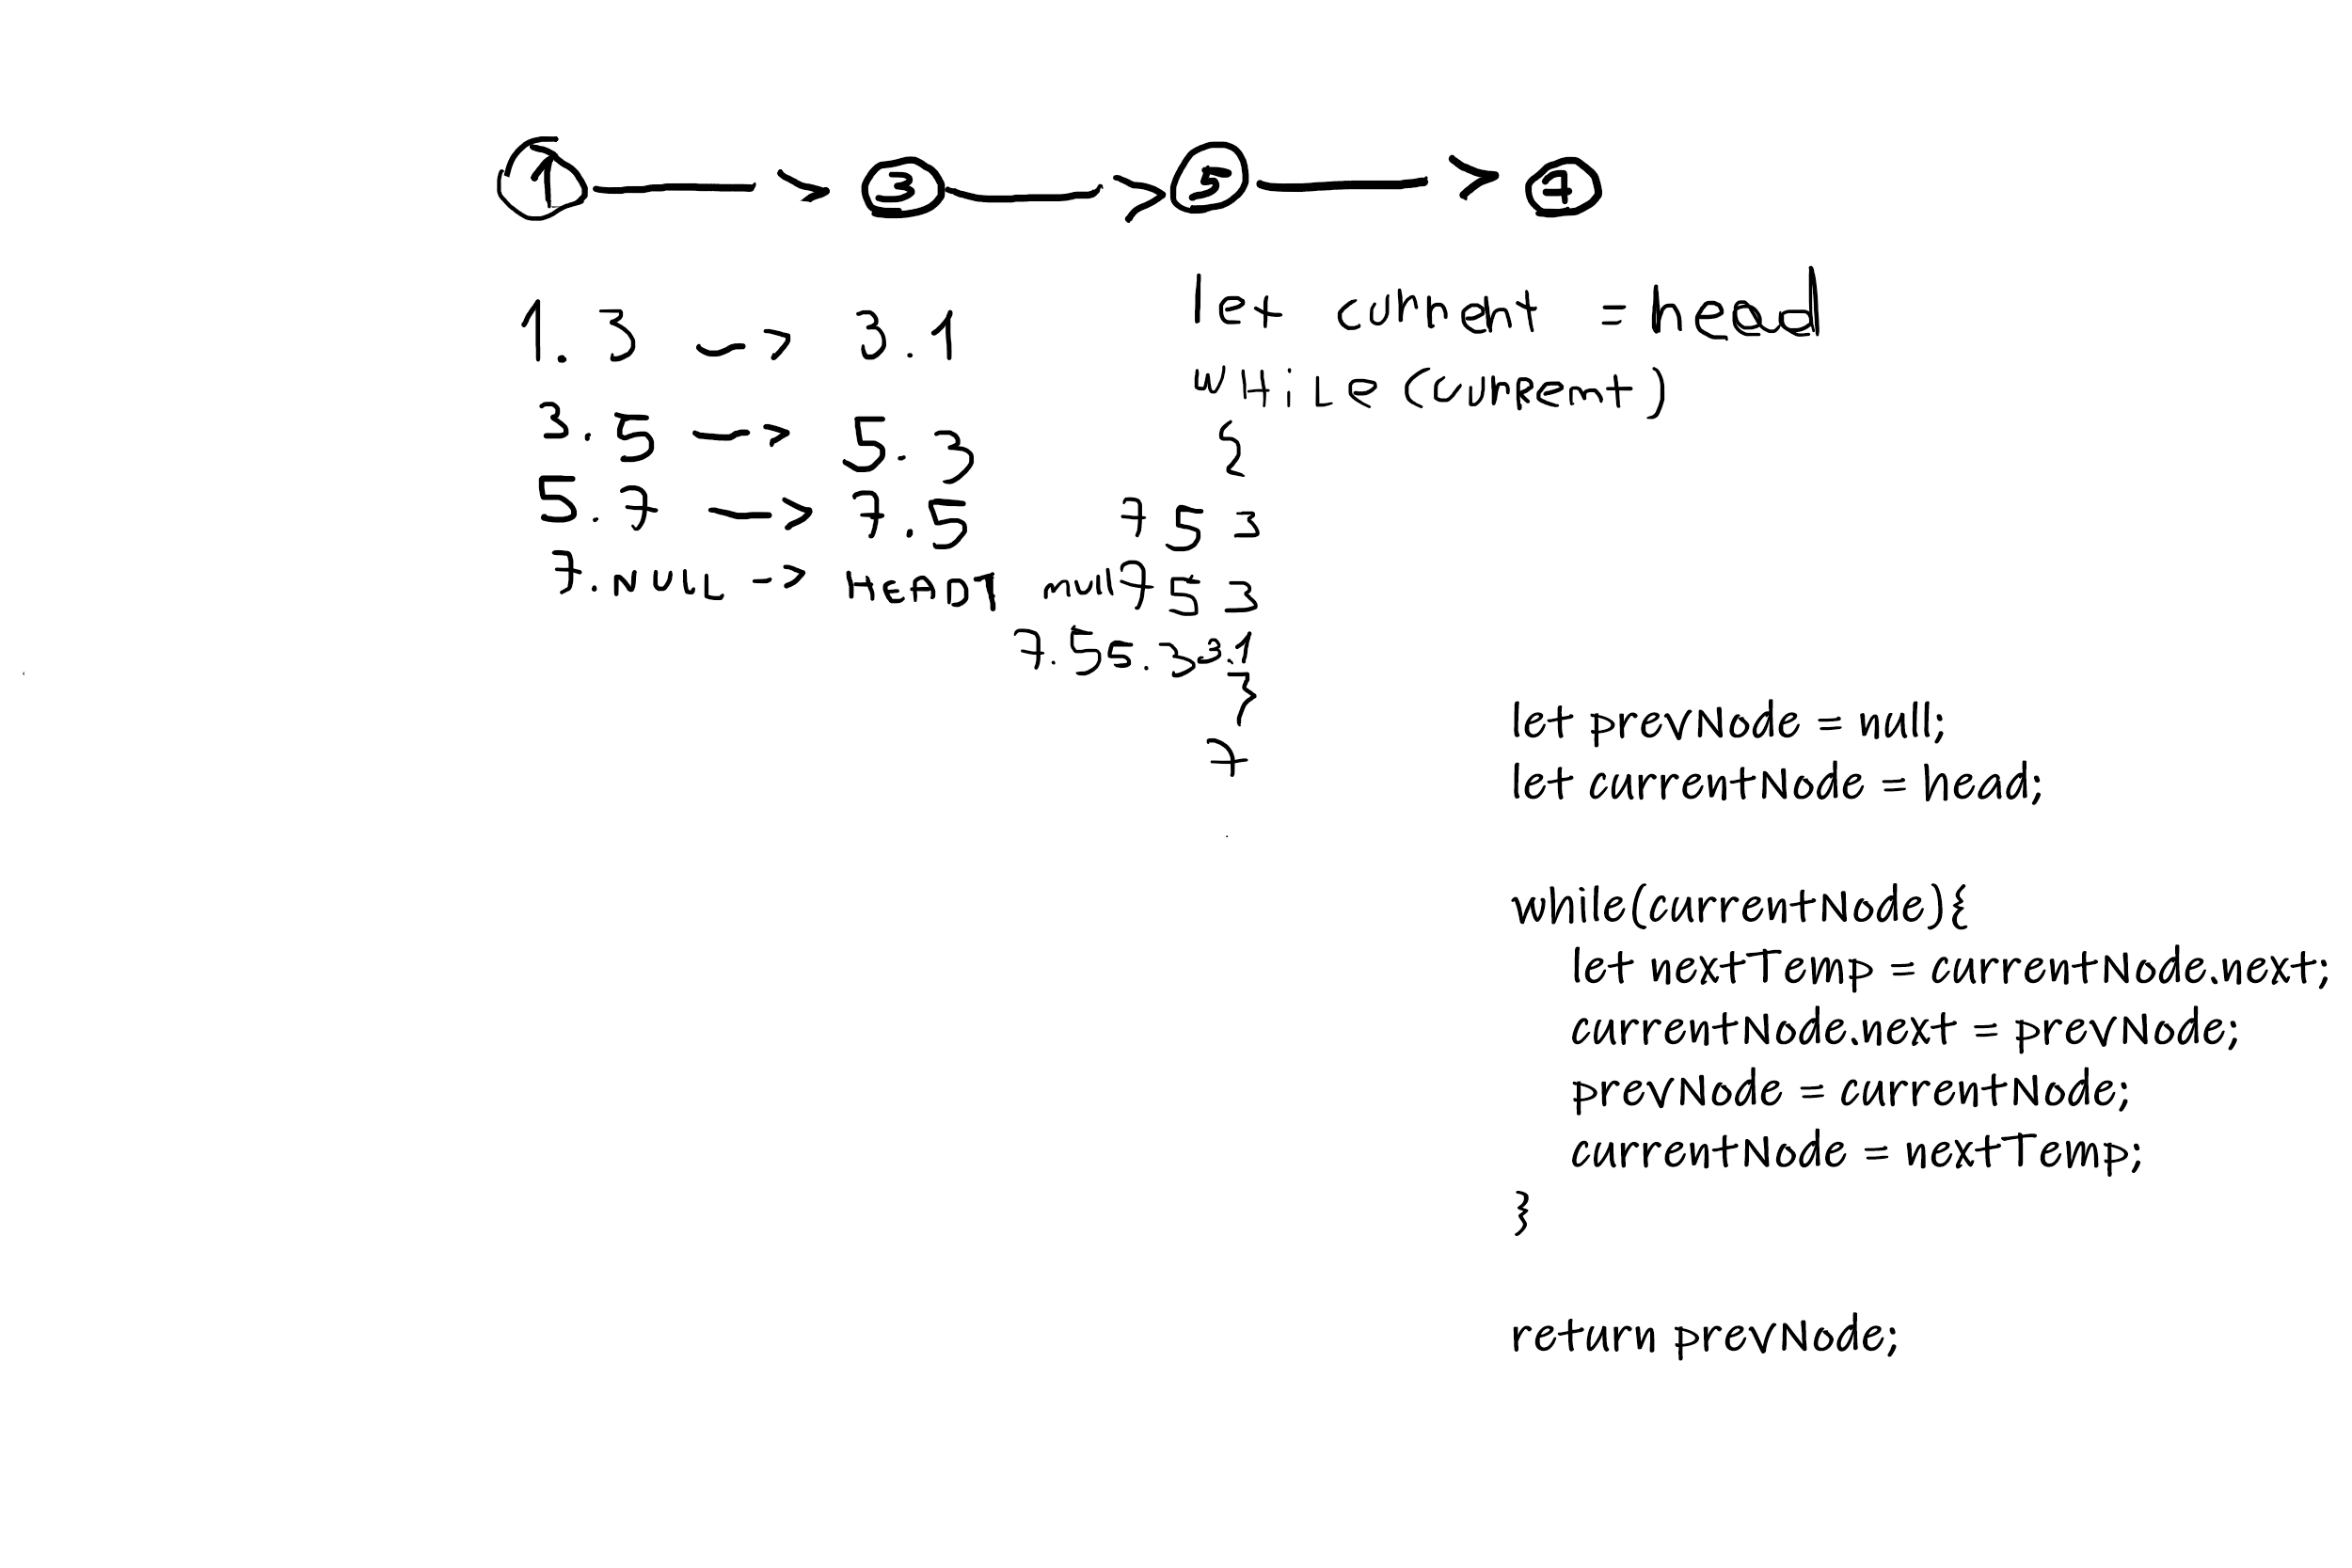 1 3 5 7
1. 3 -> 3.1
3.5 -> 5.3
5.7 -> 7.5
7.NULL -> HEAD
let current = head
WHiLe (CURRent)
{
7 5 3
null 7 5 3
7.5 5.3 3.1
}
7
let prevNode = null;
let currentNode = head;
while(currentNode){
let nextTemp = currentNode.next;
currentNode.next = prevNode;
prevNode = currentNode;
currentNode = nextTemp;
}
return prevNode;